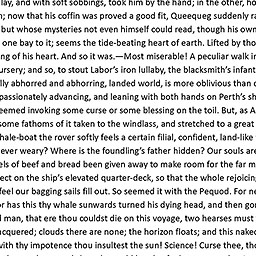 lay, and with soft sobbings, took him by the hand; in the other, ho
; now that his coffin was proved a good fit, Queequeg suddenly ra
but whose mysteries not even himself could read, though his own
one bay to it; seems the tide-beating heart of earth. Lifted by tho
ng of his heart. And so it was.—Most miserable! A peculiar walk i
ursery; and so, to stout Labor's iron lullaby, the blacksmith's infant
lly abhorred and abhorring, landed world, is more oblivious than d
passionately advancing, and leaning with both hands on Perth's sh
eemed invoking some curse or some blessing on the toil. But, as A
some fathoms of it taken to the windlass, and stretched to a great
hale-boat the rover softly feels a certain filial, confident, land-like
ever weary? Where is the foundling's father hidden? Our souls are
els of beef and bread been given away to make room for the far m
ect on the ship's elevated quarter-deck, so that the whole rejoicing
feel our bagging sails fill out. So seemed it with the Pequod. For ne
or has this thy whale sunwards turned his dying head, and then gon
d man, that ere thou couldst die on this voyage, two hearses must
cquered; clouds there are none; the horizon floats; and this naked
with thy impotence thou insultest the sun! Science! Curse thee, tho